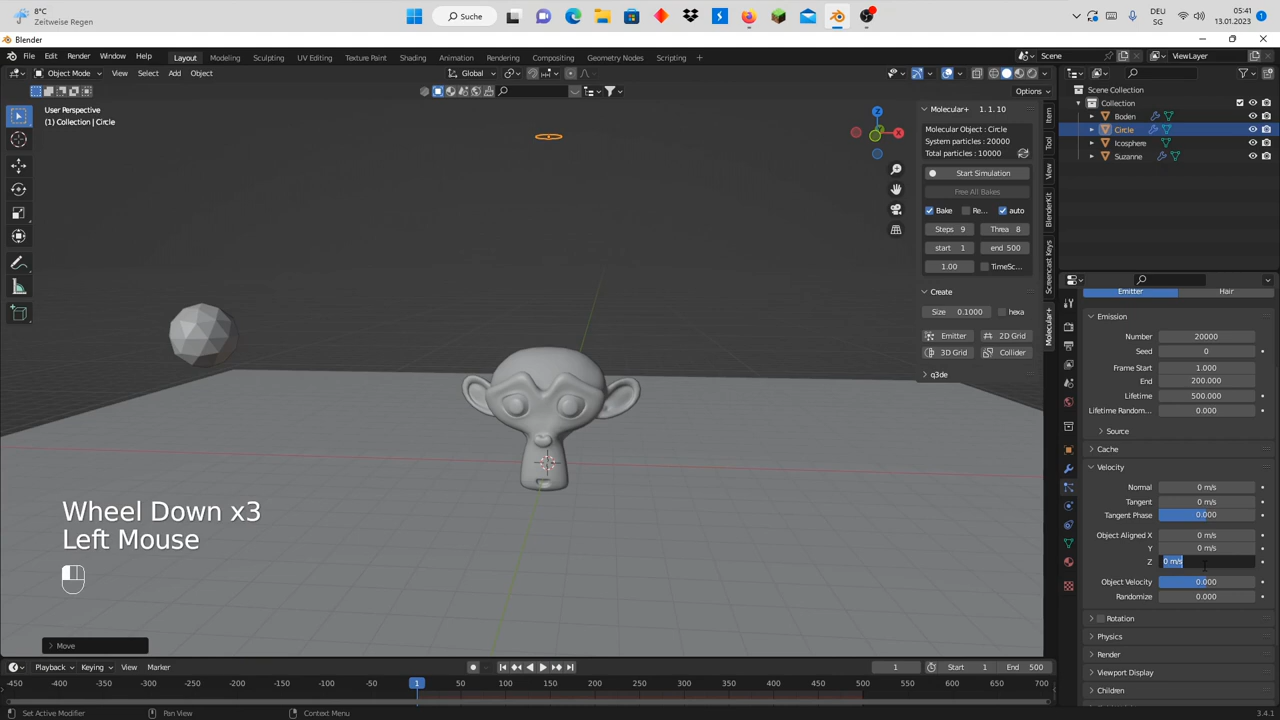 8°C
Zeitweise Regen
Suche
DEU
SG
05:41
13.01.2023
Blender
File Edit Render Window Help
Layout Modeling Sculpting UV Editing Texture Paint Shading Animation Rendering Compositing Geometry Nodes Scripting
Scene
ViewLayer
Object Mode View Select Add Object
Global
Options
User Perspective
(1) Collection | Circle
Z
X
Molecular+ 1. 1. 10
Molecular Object : Circle
System particles : 20000
Total particles : 10000
Start Simulation
Free All Bakes
Bake Re... auto
Steps 9 Threa 8
start 1 end 500
1.00 TimeSc...
Create
Size 0.1000 hexa
Emitter 2D Grid
3D Grid Collider
q3de
Item
Tool
View
BlenderKit
Screencast Keys
Molecular+
Scene Collection
Collection
Boden
Circle
Icosphere
Suzanne
Emitter Hair
Emission
Number 20000
Seed 0
Frame Start 1.000
End 200.000
Lifetime 500.000
Lifetime Random... 0.000
Source
Cache
Velocity
Normal 0 m/s
Tangent 0 m/s
Tangent Phase 0.000
Object Aligned X 0 m/s
Y 0 m/s
Z 0 m/s
Object Velocity 0.000
Randomize 0.000
Rotation
Physics
Render
Viewport Display
Children
Wheel Down x3
Left Mouse
Move
Playback Keying View Marker
1
Start 1
End 500
-450 -400 -350 -300 -250 -200 -150 -100 -50 1 50 100 150 200 250 300 350 400 450 500 550 600 650 700
Set Active Modifier
Pan View
Context Menu
3.4.1